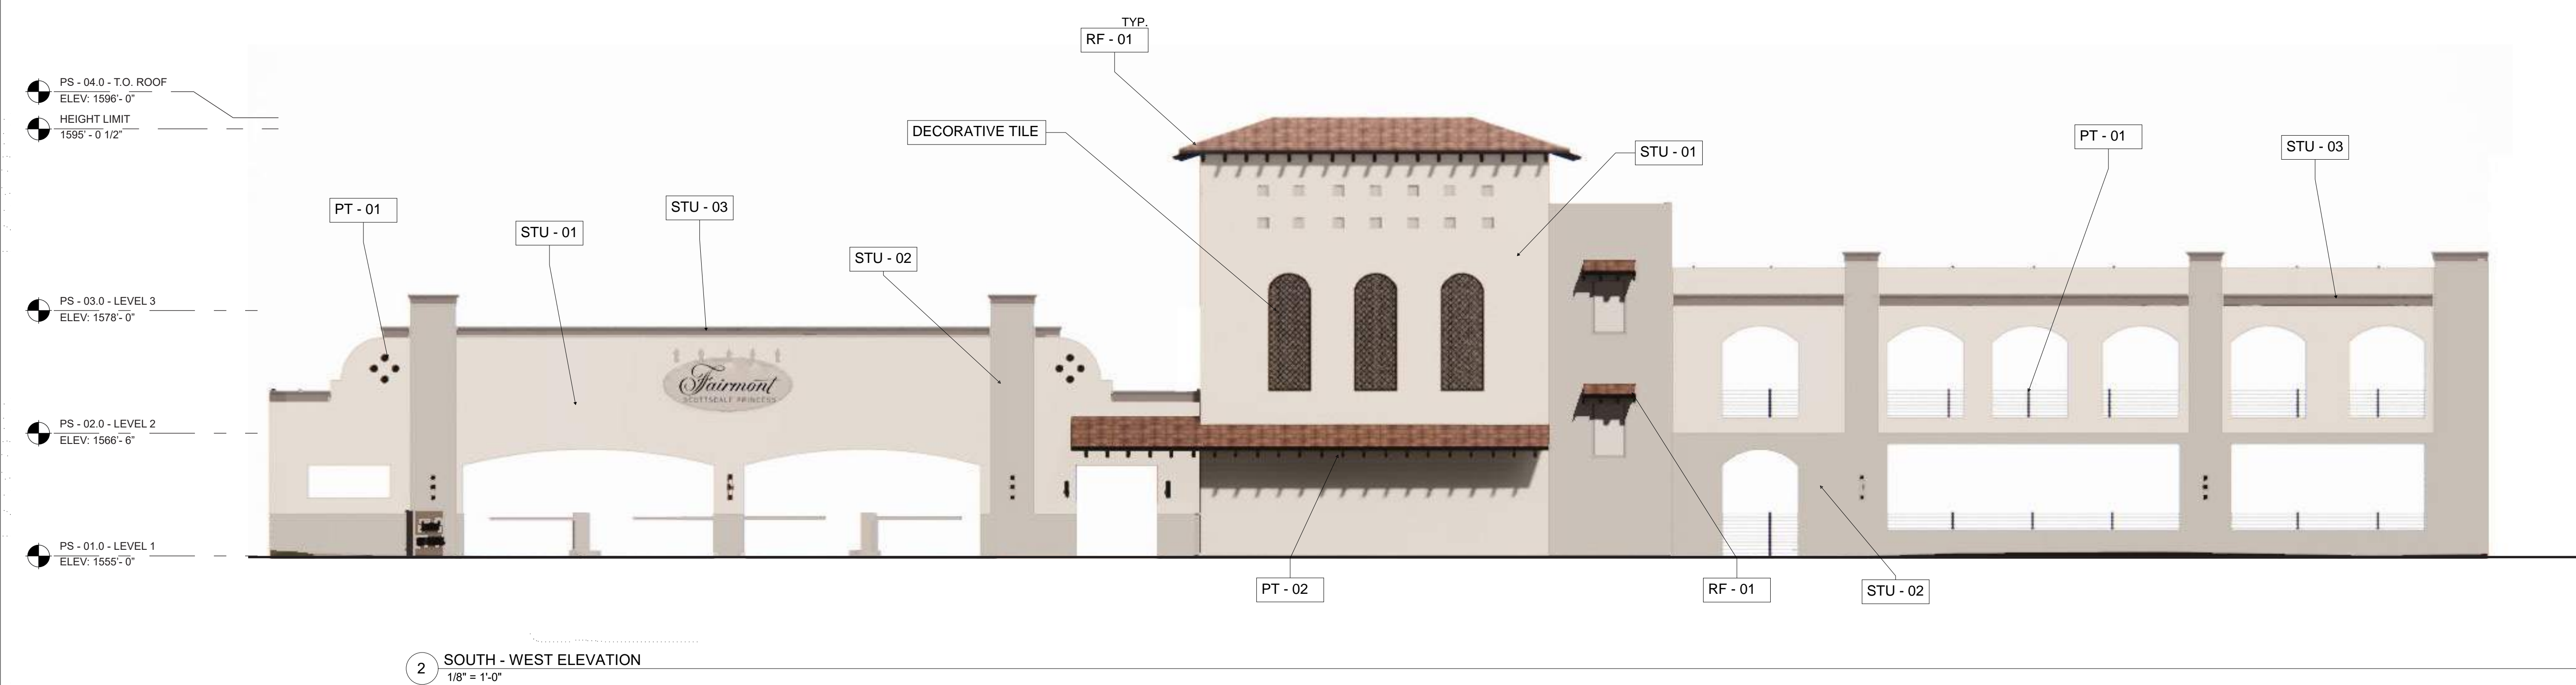 TYP.
RF - 01
PS - 04.0 - T.O. ROOF
ELEV: 1596'- 0"
HEIGHT LIMIT
1595' - 0 1/2"
DECORATIVE TILE
STU - 01
PT - 01
STU - 03
PT - 01
STU - 01
STU - 03
STU - 02
PS - 03.0 - LEVEL 3
ELEV: 1578'- 0"
Fairmont
SCOTTSDALE PRINCESS
PS - 02.0 - LEVEL 2
ELEV: 1566'- 6"
PS - 01.0 - LEVEL 1
ELEV: 1555'- 0"
PT - 02
RF - 01
STU - 02
2
SOUTH - WEST ELEVATION
1/8" = 1'-0"